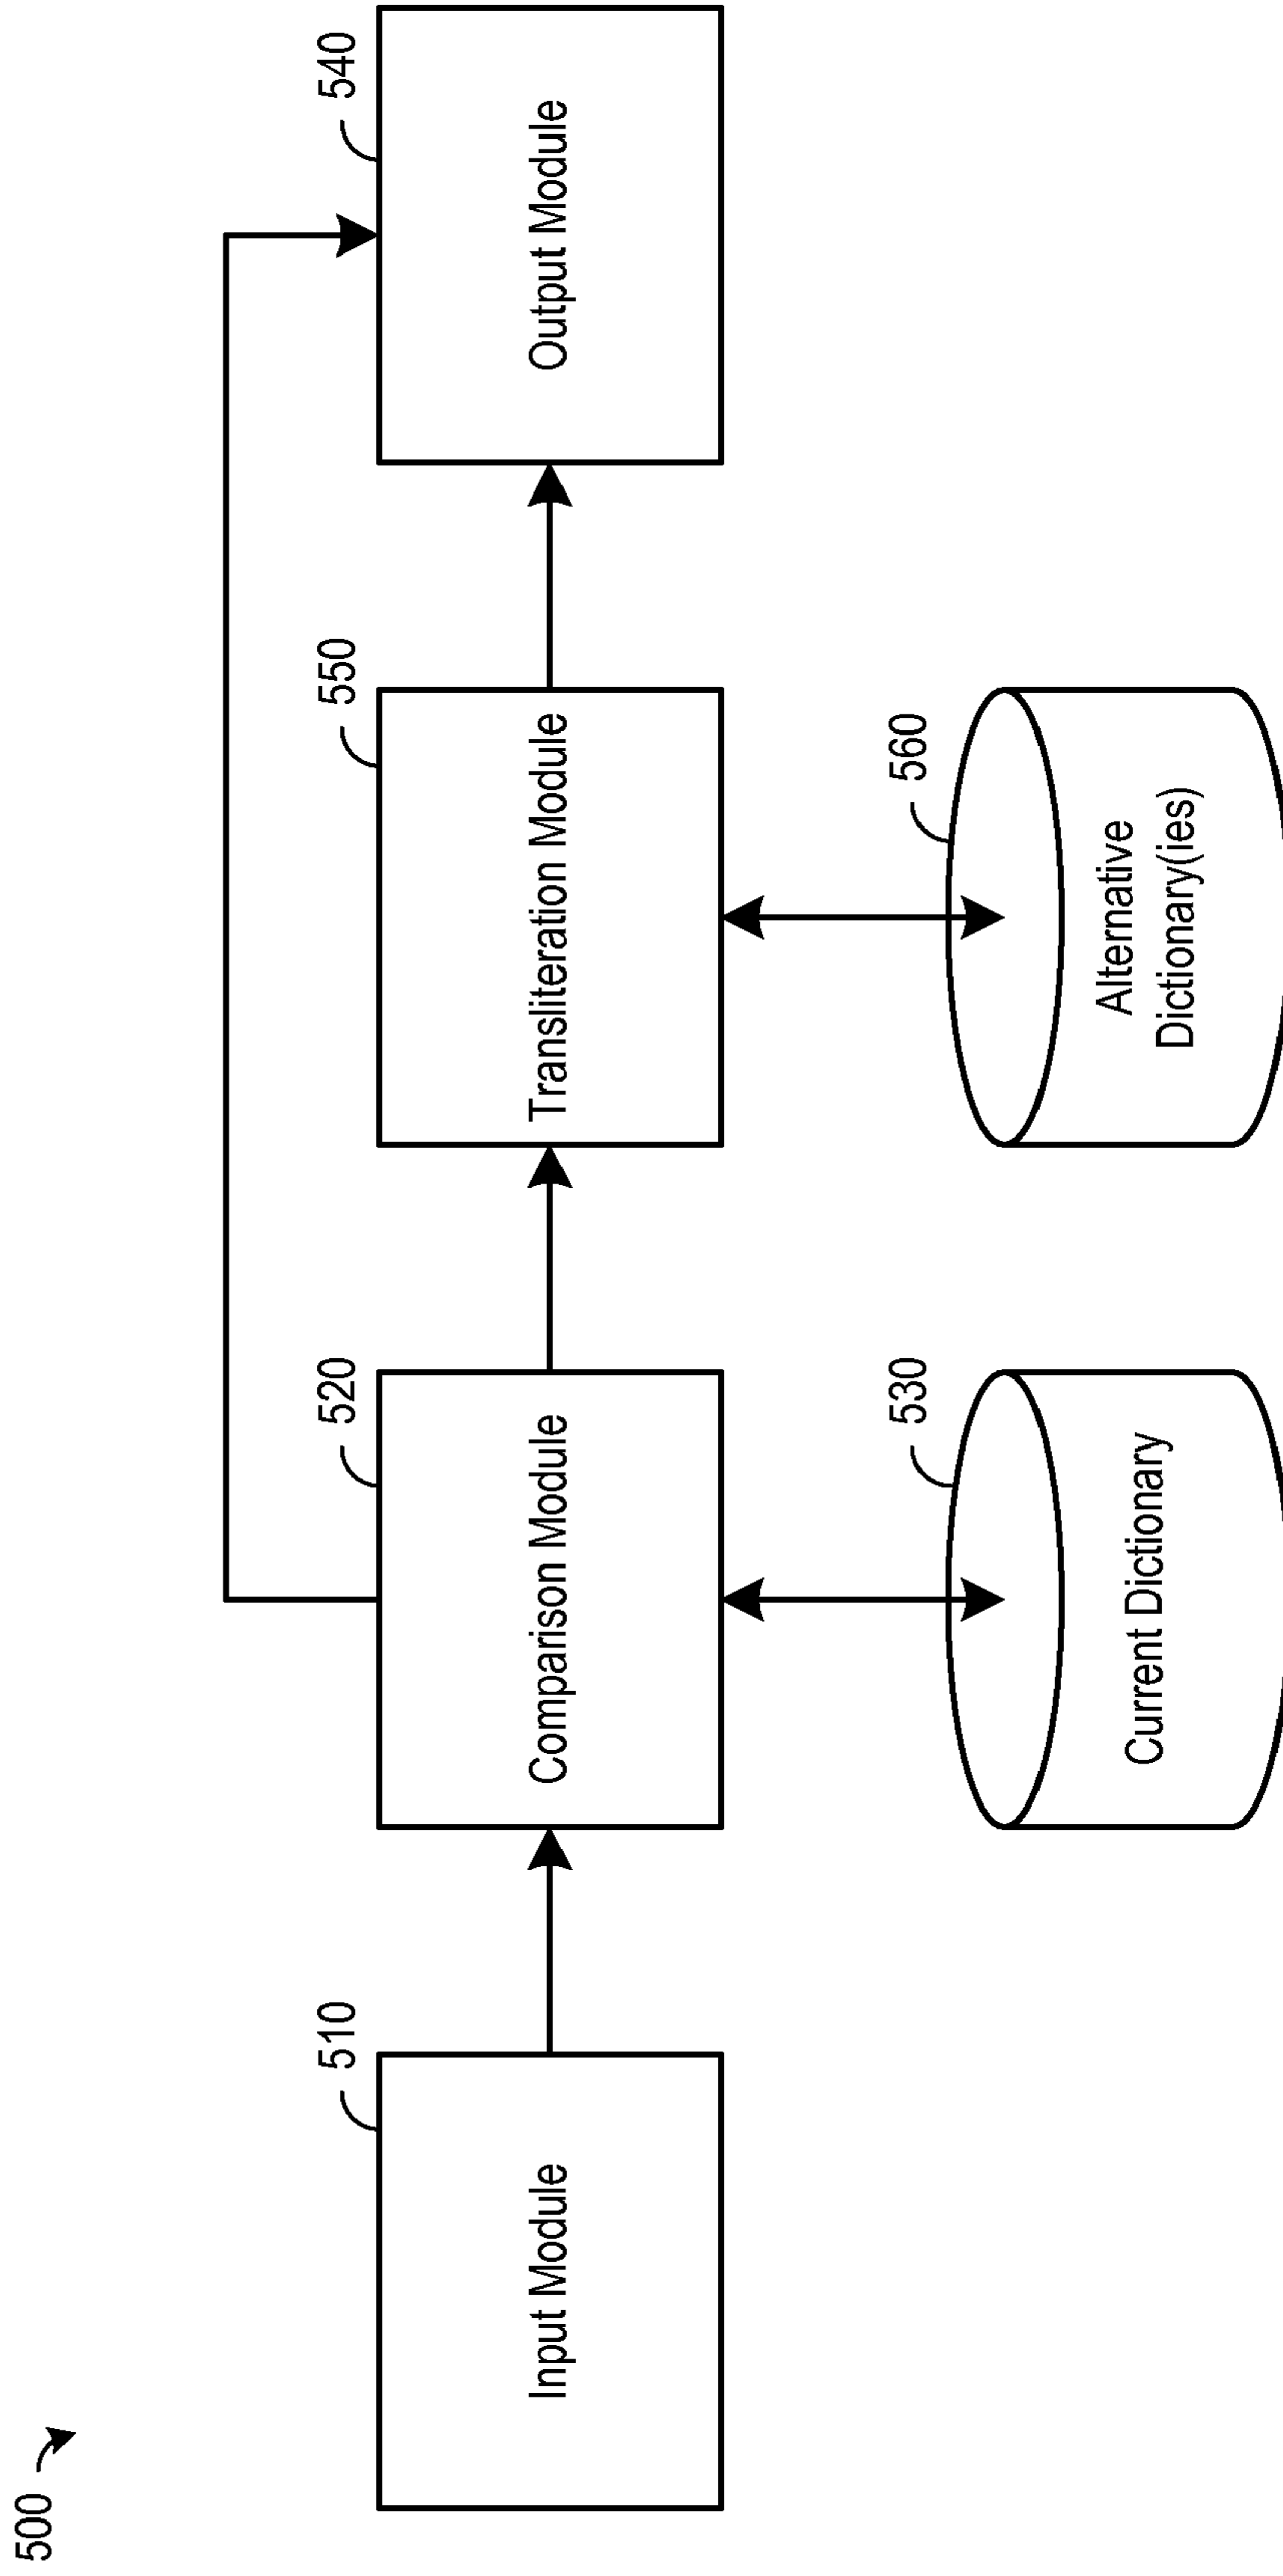 500
510
Input Module
520
Comparison Module
550
Transliteration Module
540
Output Module
530
Current Dictionary
560
Alternative
Dictionary(ies)